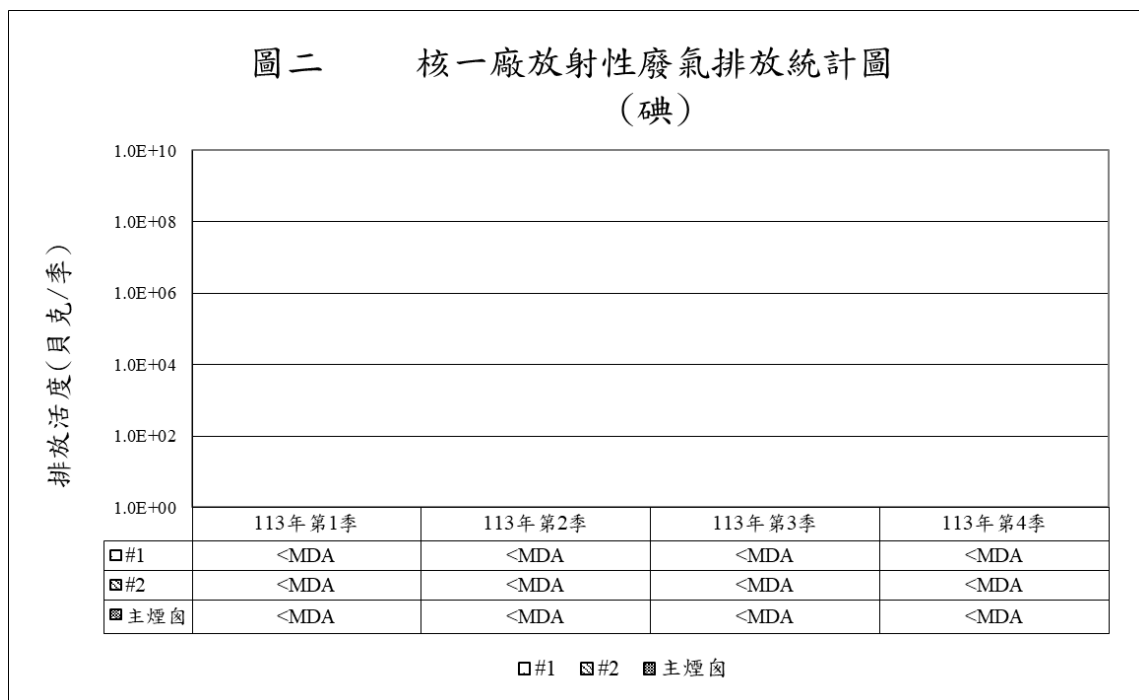 圖二 核一廠放射性廢氣排放統計圖
(碘)
排放活度(貝克/季)
1.0E+10
1.0E+08
1.0E+06
1.0E+04
1.0E+02
1.0E+00
113年第1季 113年第2季 113年第3季 113年第4季
#1 <MDA <MDA <MDA <MDA
#2 <MDA <MDA <MDA <MDA
主煙囪 <MDA <MDA <MDA <MDA
#1 #2 主煙囪